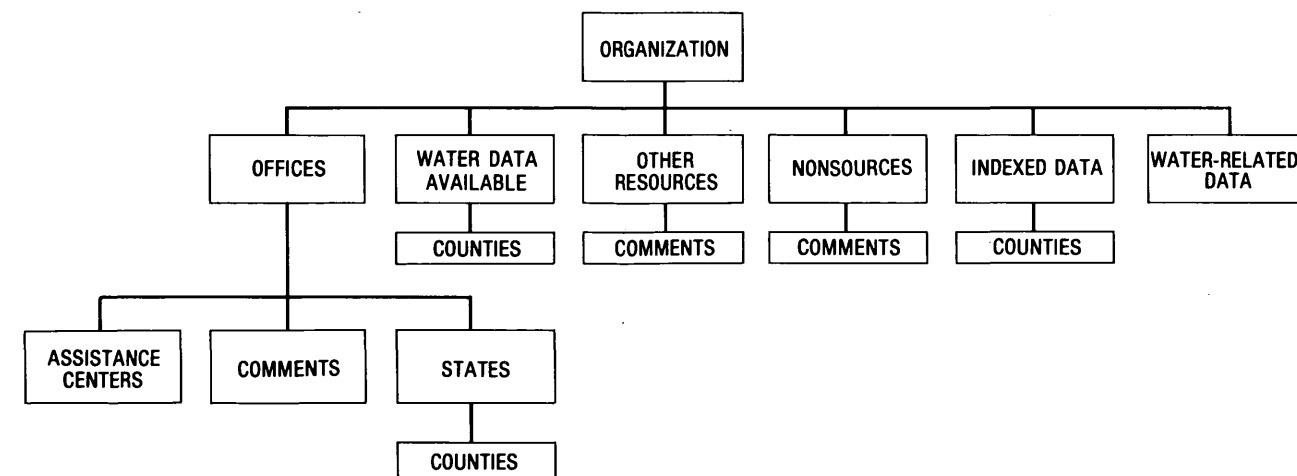 ORGANIZATION
OFFICES
WATER DATA
AVAILABLE
OTHER
RESOURCES
NONSOURCES
INDEXED DATA
WATER-RELATED
DATA
COUNTIES
COMMENTS
COMMENTS
COUNTIES
ASSISTANCE
CENTERS
COMMENTS
STATES
COUNTIES